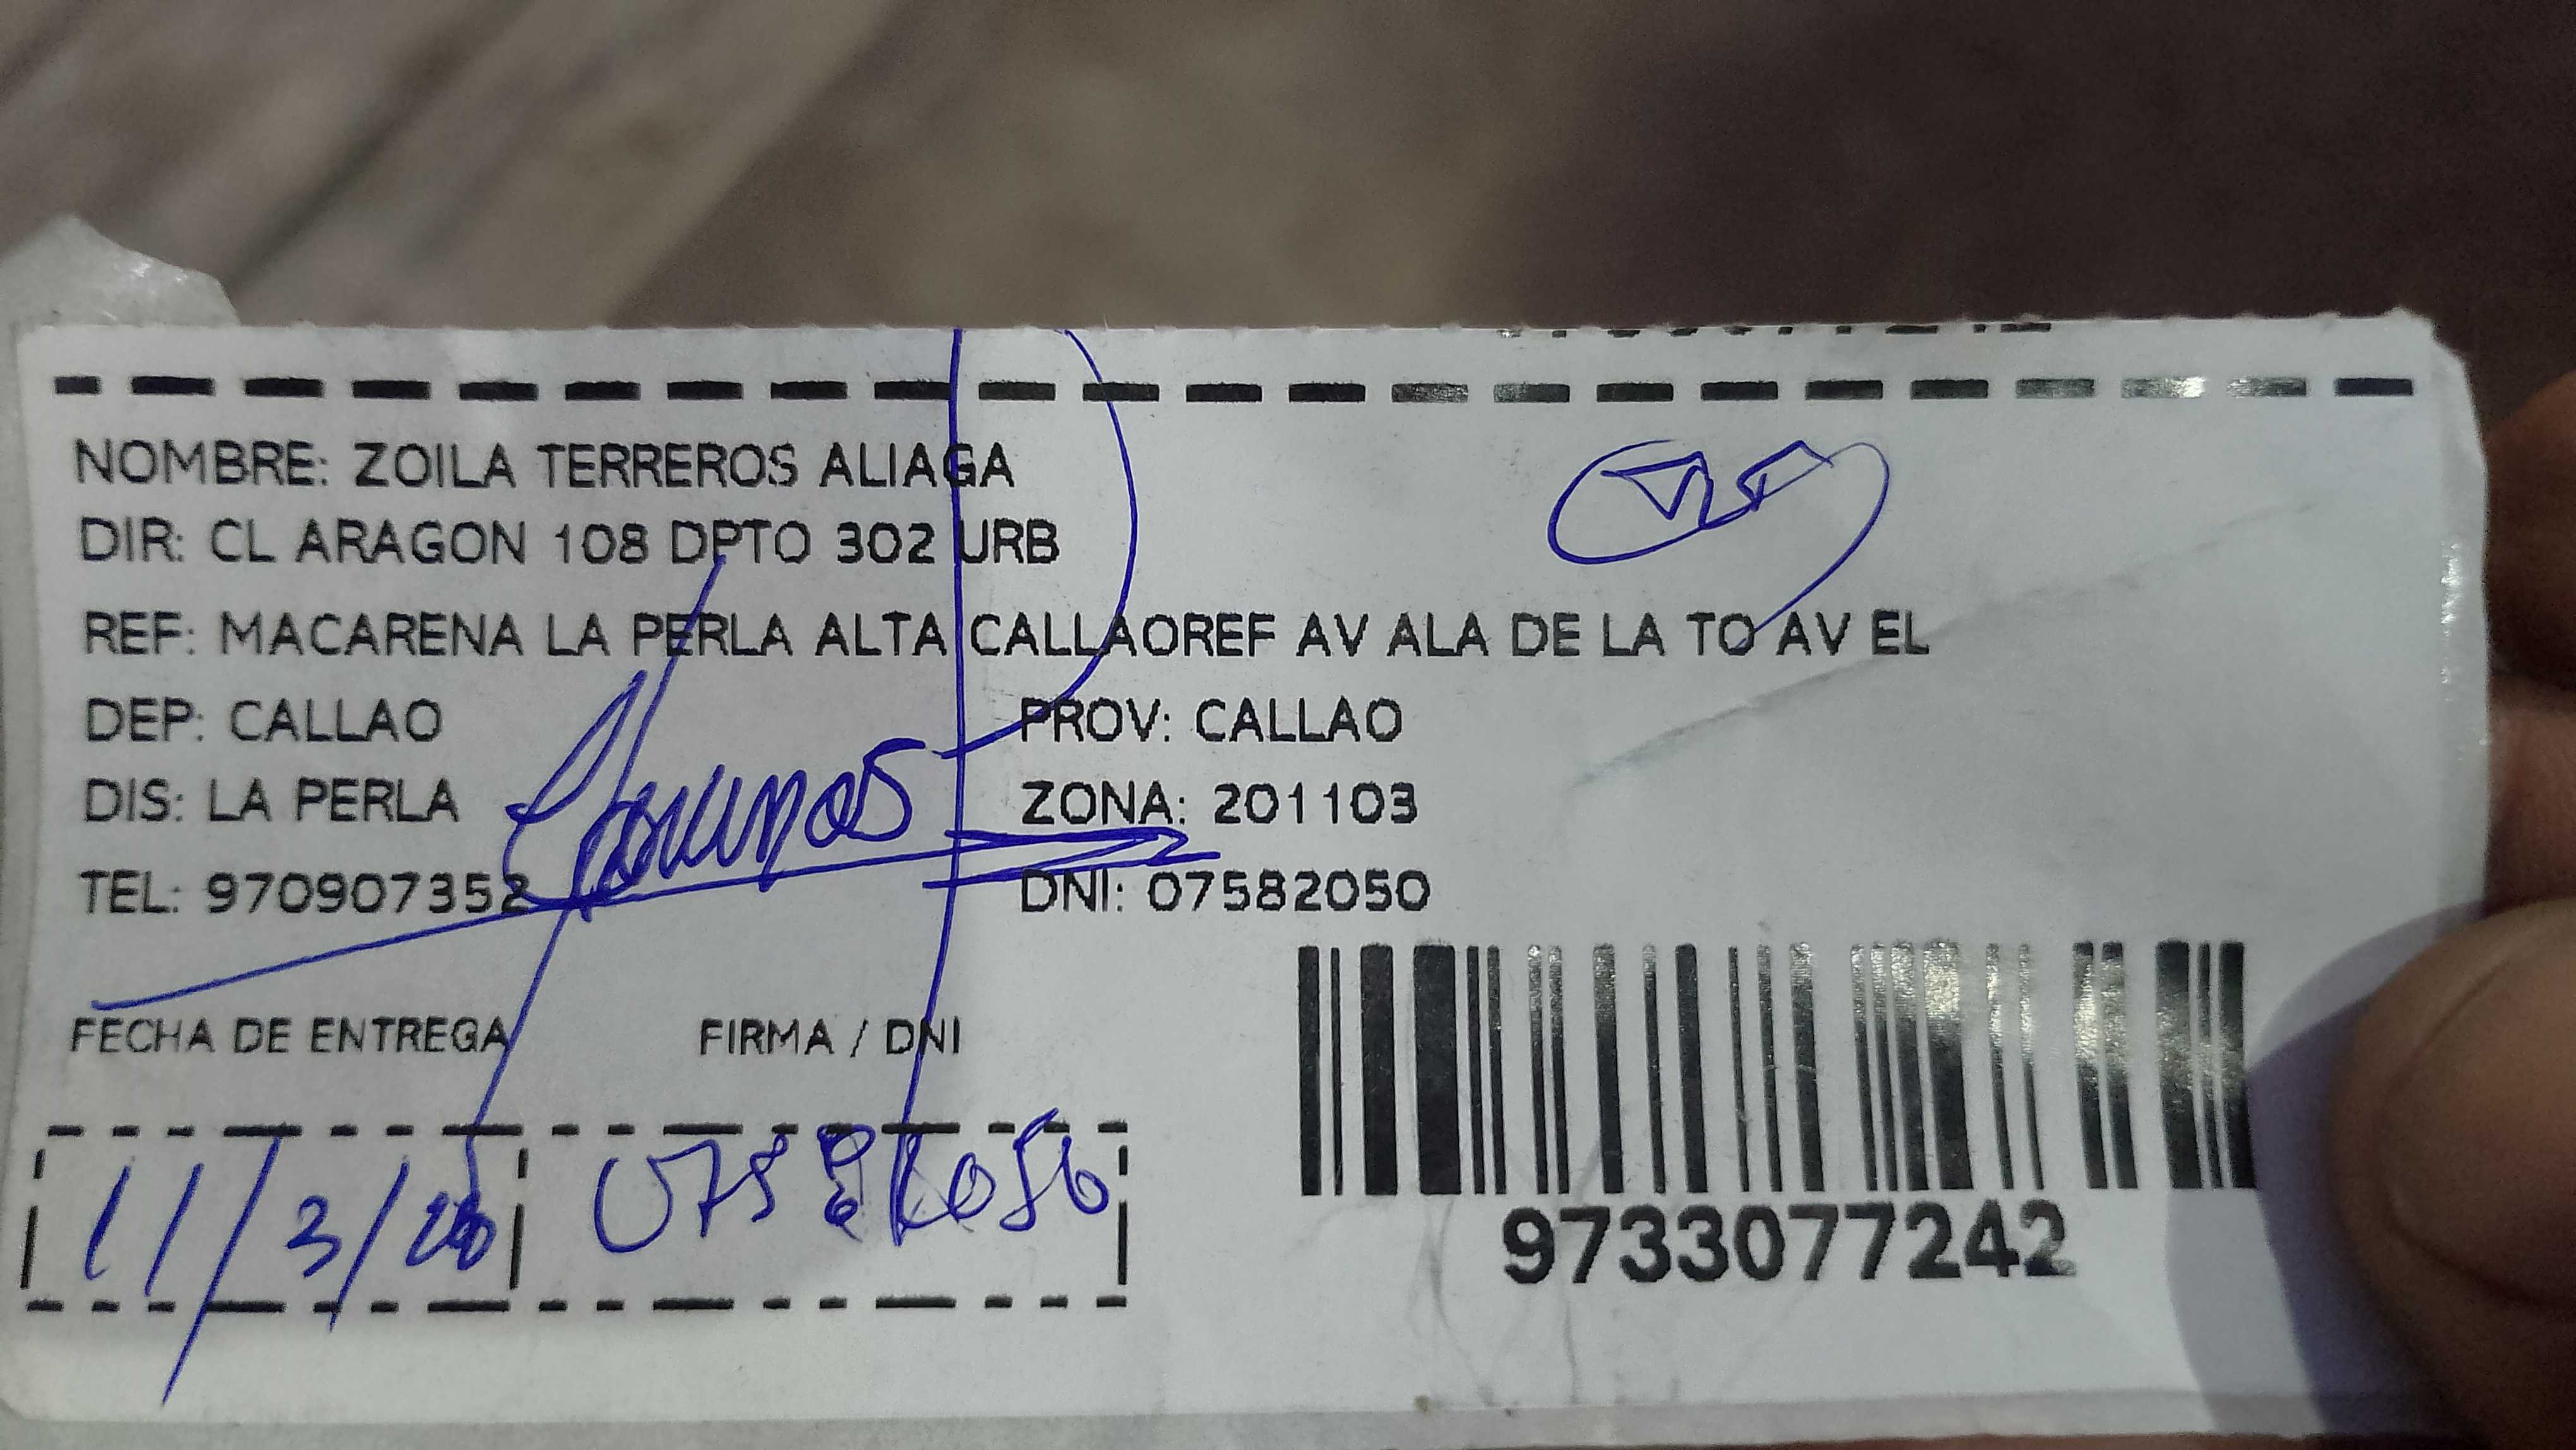 NOMBRE: ZOILA TERREROS ALIAGA
DIR: CL ARAGON 108 DPTO 302 URB
REF: MACARENA LA PERLA ALTA CALLAOREF AV ALA DE LA TO AV EL
DEP: CALLAO PROV: CALLAO
DIS: LA PERLA ZONA: 201103
TEL: 970907352 DNI: 07582050
FECHA DE ENTREGA FIRMA / DNI
11/3/
9733077242